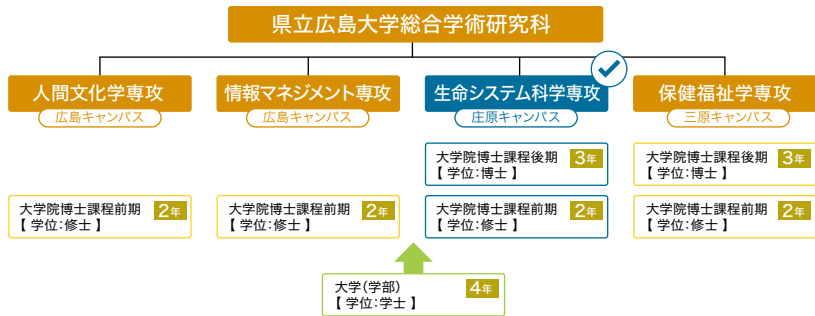 県立広島大学総合学術研究科
人間文化学専攻
広島キャンパス
情報マネジメント専攻
広島キャンパス
生命システム科学専攻
庄原キャンパス
保健福祉学専攻
三原キャンパス
大学院博士課程後期 3年
【 学位:博士 】
大学院博士課程後期 3年
【 学位:博士 】
大学院博士課程前期 2年
【 学位:修士 】
大学院博士課程前期 2年
【 学位:修士 】
大学院博士課程前期 2年
【 学位:修士 】
大学院博士課程前期 2年
【 学位:修士 】
大学(学部) 4年
【 学位:学士 】